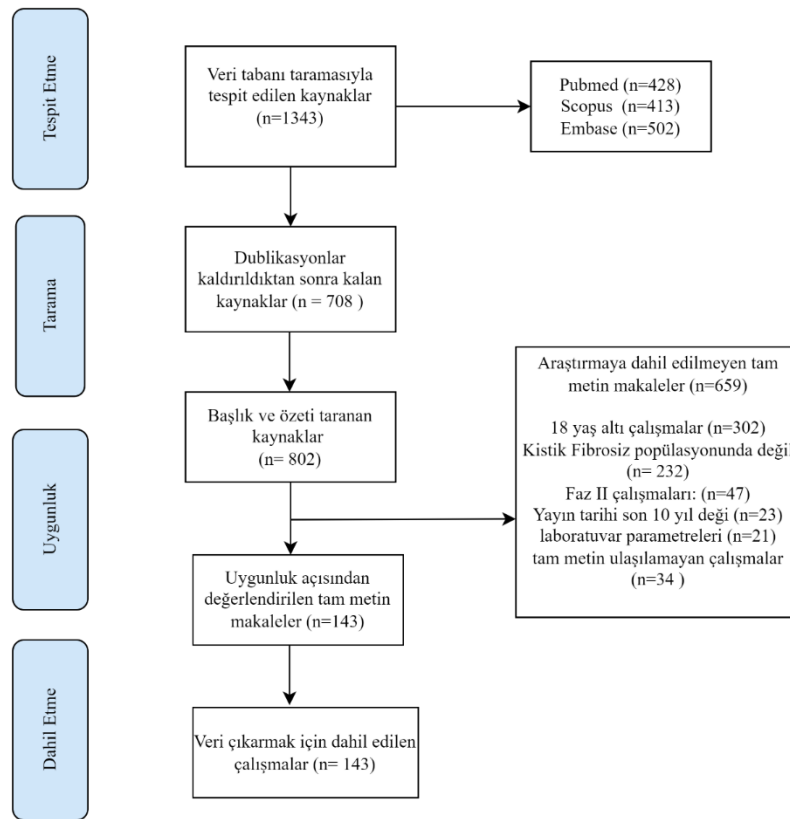 Tespit Etme
Veri tabanı taramasıyla
tespit edilen kaynaklar
(n=1343)
Pubmed (n=428)
Scopus (n=413)
Embase (n=502)
Tarama
Dublikasyonlar
kaldırıldıktan sonra kalan
kaynaklar (n = 708 )
Başlık ve özeti taranan
kaynaklar
(n= 802)
Araştırmaya dahil edilmeyen tam
metin makaleler (n=659)
18 yaş altı çalışmalar (n=302)
Kistik Fibrosiz popülasyonunda değil
(n= 232)
Faz II çalışmaları: (n=47)
Yayın tarihi son 10 yıl deği (n=23)
laboratuvar parametreleri (n=21)
tam metin ulaşılamayan çalışmalar
(n=34 )
Uygunluk
Uygunluk açısından
değerlendirilen tam metin
makaleler (n=143)
Dahil Etme
Veri çıkarmak için dahil edilen
çalışmalar (n= 143)